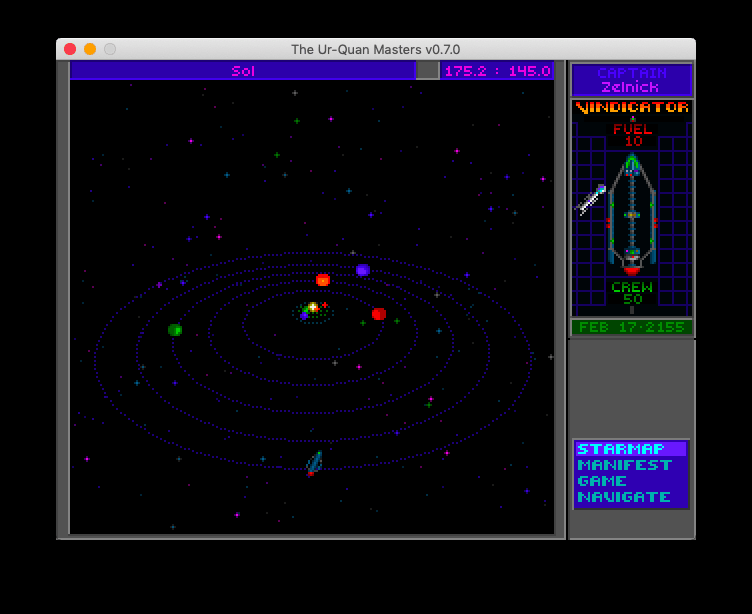 The Ur-Quan Masters v0.7.0
Sol
175.2 : 145.0
CAPTAIN
Zelnick
VINDICATOR
FUEL
10
CREW
50
FEB 17·2155
STARMAP
MANIFEST
GAME
NAVIGATE